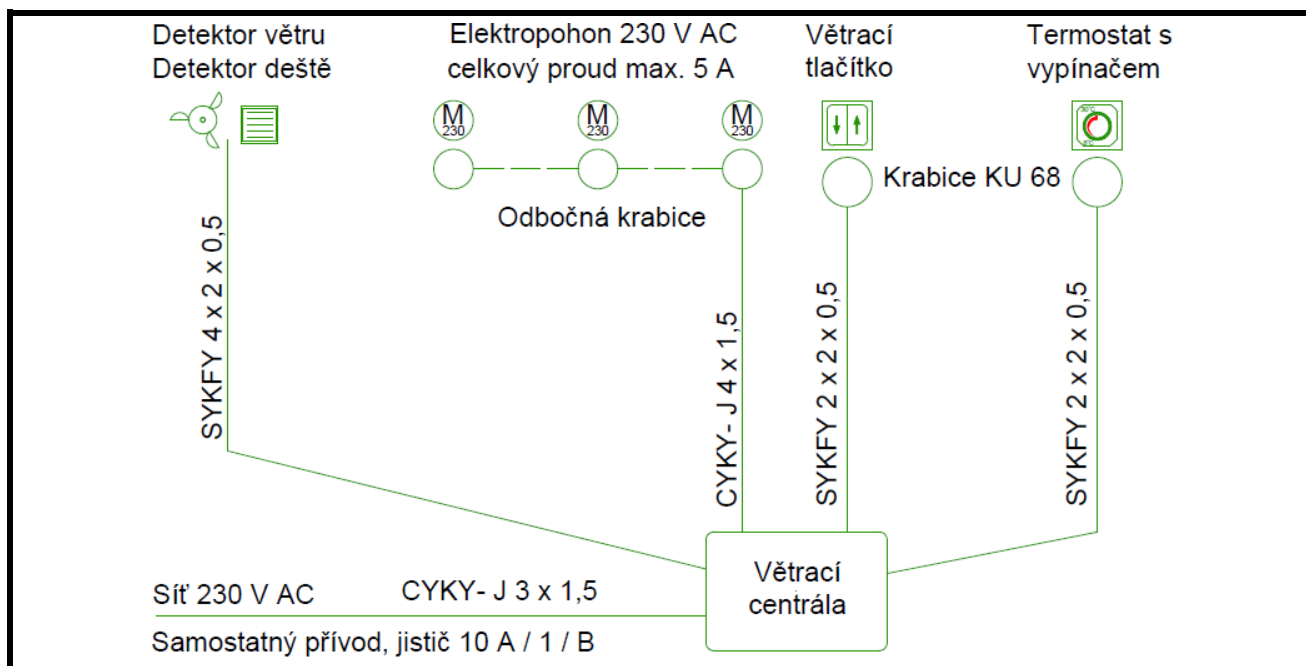 Detektor větru
Detektor deště
Elektropohon 230 V AC
celkový proud max. 5 A
Větrací
tlačítko
Termostat s
vypínačem
M
230
M
230
M
230
30°C
5°C
Krabice KU 68
Odbočná krabice
SYKFY 4 x 2 x 0,5
CYKY- J 4 x 1,5
SYKFY 2 x 2 x 0,5
SYKFY 2 x 2 x 0,5
Větrací
centrála
Síť 230 V AC
CYKY- J 3 x 1,5
Samostatný přívod, jistič 10 A / 1 / B